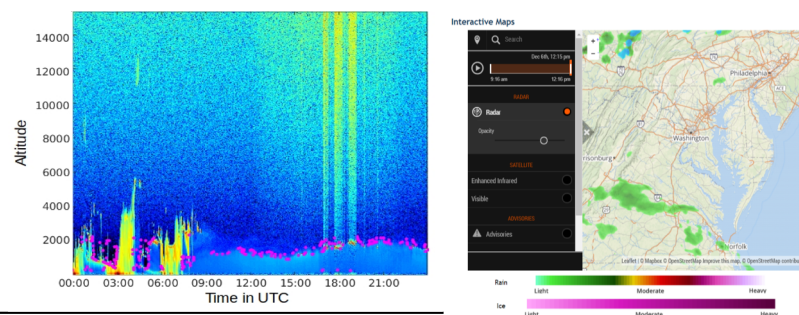 14000
12000
10000
8000
6000
4000
2000
Altitude
00:00 03:00 06:00 09:00 12:00 15:00 18:00 21:00
Time in UTC
Interactive Maps
Search
Dec 6th, 12:15 pm
9:16 am 12:16 pm
RADAR
Radar
Opacity
SATELLITE
Enhanced Infrared
Visible
ADVISORIES
Advisories
+
-
Philadelphia
Washington
risonburg
Norfolk
Leaflet | © Mapbox © OpenStreetMap Improve this map, © OpenStreetMap contribu
Rain
Light Moderate Heavy
Ice
Light Moderate Heavy